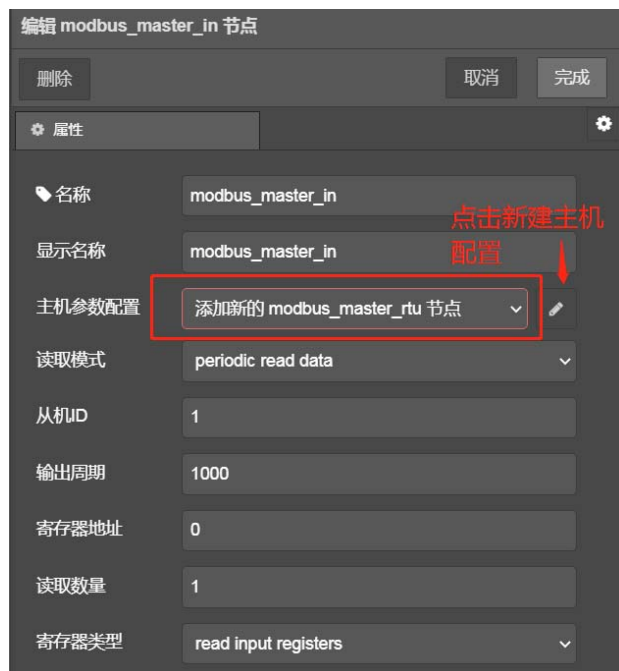 编辑 modbus_master_in 节点
删除
取消
完成
属性
名称
modbus_master_in
显示名称
modbus_master_in
点击新建主机
配置
主机参数配置
添加新的 modbus_master_rtu 节点
读取模式
periodic read data
从机ID
1
输出周期
1000
寄存器地址
0
读取数量
1
寄存器类型
read input registers